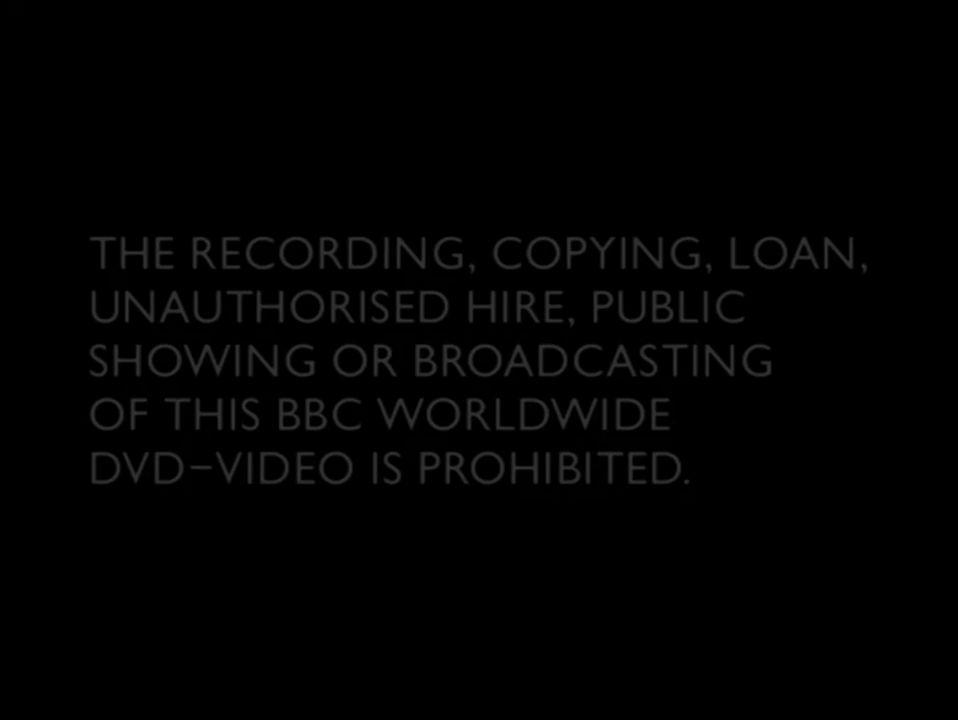 THE RECORDING, COPYING, LOAN,
UNAUTHORISED HIRE, PUBLIC
SHOWING OR BROADCASTING
OF THIS BBC WORLDWIDE
DVD-VIDEO IS PROHIBITED.